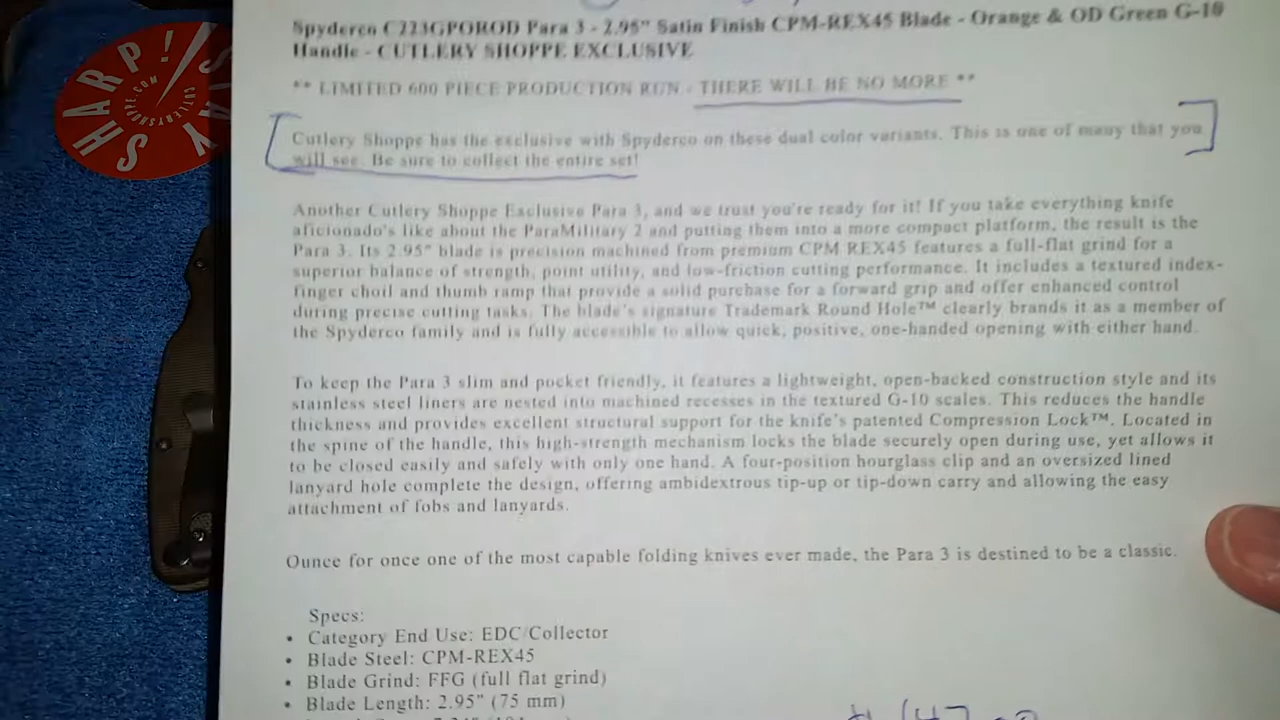 SHARP! STAY
CUTLERYSHOPPE.COM
Spyderco C223GPOROD Para 3 - 2.95" Satin Finish CPM-REX45 Blade - Orange & OD Green G-10
Handle - CUTLERY SHOPPE EXCLUSIVE
** LIMITED 600 PIECE PRODUCTION RUN - THERE WILL BE NO MORE **
Cutlery Shoppe has the exclusive with Spyderco on these dual color variants. This is one of many that you
will see. Be sure to collect the entire set!
Another Cutlery Shoppe Exclusive Para 3, and we trust you're ready for it! If you take everything knife
aficionado's like about the ParaMilitary 2 and putting them into a more compact platform, the result is the
Para 3. Its 2.95" blade is precision machined from premium CPM REX45 features a full-flat grind for a
superior balance of strength, point utility, and low-friction cutting performance. It includes a textured index-
finger choil and thumb ramp that provide a solid purchase for a forward grip and offer enhanced control
during precise cutting tasks. The blade's signature Trademark Round Hole™ clearly brands it as a member of
the Spyderco family and is fully accessible to allow quick, positive, one-handed opening with either hand.
To keep the Para 3 slim and pocket friendly, it features a lightweight, open-backed construction style and its
stainless steel liners are nested into machined recesses in the textured G-10 scales. This reduces the handle
thickness and provides excellent structural support for the knife's patented Compression Lock™. Located in
the spine of the handle, this high-strength mechanism locks the blade securely open during use, yet allows it
to be closed easily and safely with only one hand. A four-position hourglass clip and an oversized lined
lanyard hole complete the design, offering ambidextrous tip-up or tip-down carry and allowing the easy
attachment of fobs and lanyards.
Ounce for once one of the most capable folding knives ever made, the Para 3 is destined to be a classic.
Specs:
• Category End Use: EDC/Collector
• Blade Steel: CPM-REX45
• Blade Grind: FFG (full flat grind)
• Blade Length: 2.95" (75 mm)